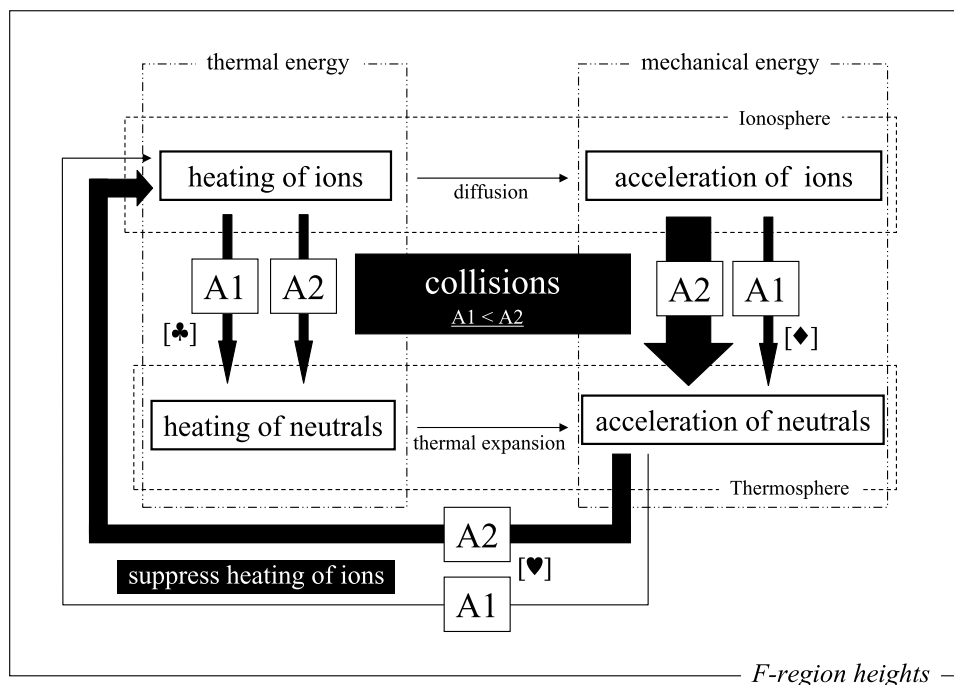 thermal energy
mechanical energy
Ionosphere
heating of ions
diffusion
acceleration of ions
A1
A2
collisions
A1 < A2
A2
A1
[♣]
[♦]
heating of neutrals
thermal expansion
acceleration of neutrals
Thermosphere
A2
[♥]
suppress heating of ions
A1
F-region heights